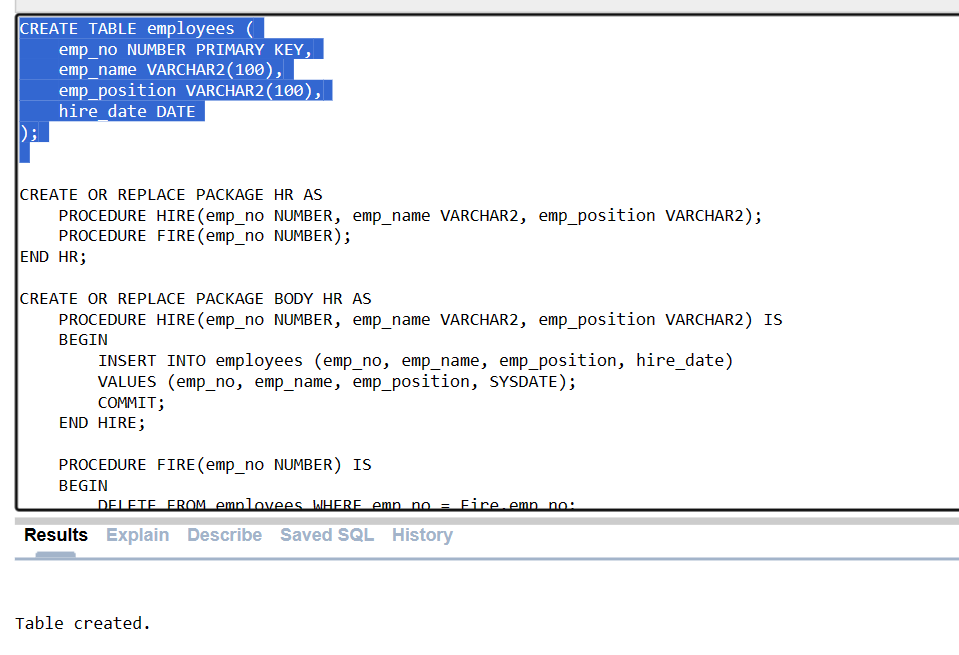 CREATE TABLE employees (
    emp_no NUMBER PRIMARY KEY,
    emp_name VARCHAR2(100),
    emp_position VARCHAR2(100),
    hire_date DATE
);

CREATE OR REPLACE PACKAGE HR AS
    PROCEDURE HIRE(emp_no NUMBER, emp_name VARCHAR2, emp_position VARCHAR2);
    PROCEDURE FIRE(emp_no NUMBER);
END HR;

CREATE OR REPLACE PACKAGE BODY HR AS
    PROCEDURE HIRE(emp_no NUMBER, emp_name VARCHAR2, emp_position VARCHAR2) IS
    BEGIN
        INSERT INTO employees (emp_no, emp_name, emp_position, hire_date)
        VALUES (emp_no, emp_name, emp_position, SYSDATE);
        COMMIT;
    END HIRE;

    PROCEDURE FIRE(emp_no NUMBER) IS
    BEGIN
        DELETE FROM employees WHERE emp_no = Fire.emp_no;
Results Explain Describe Saved SQL History
Table created.